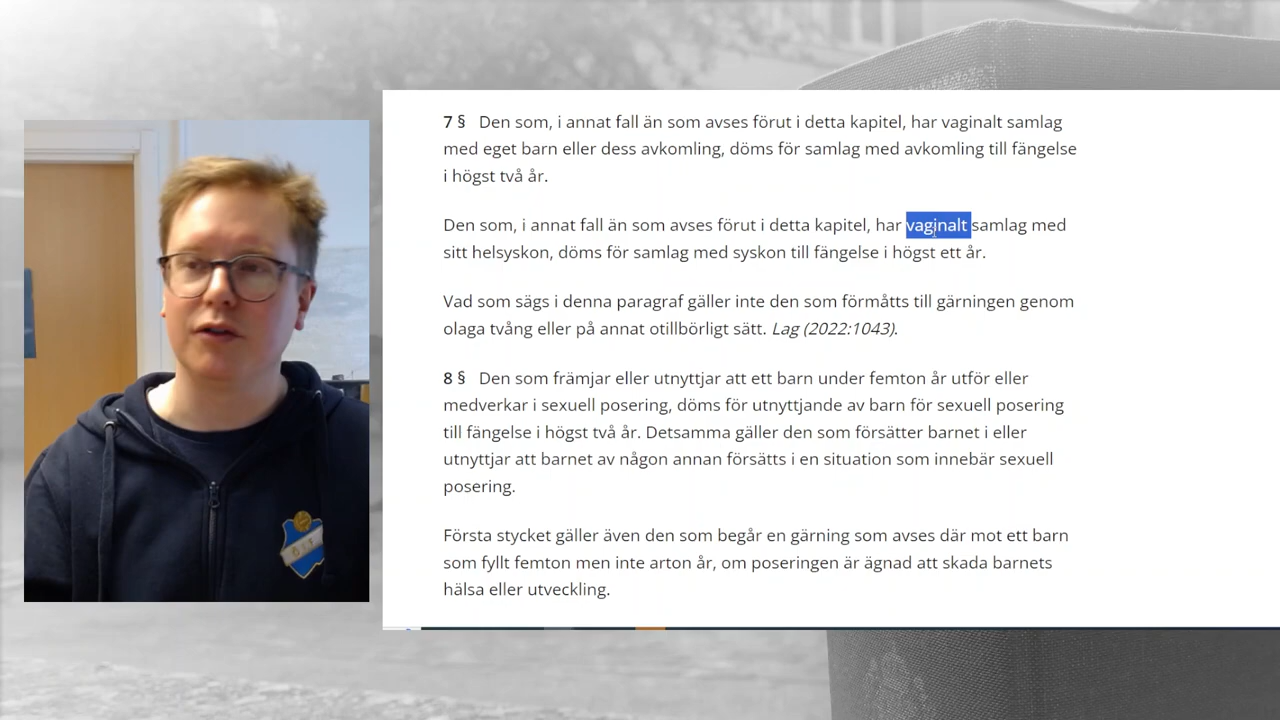 7 § Den som, i annat fall än som avses förut i detta kapitel, har vaginalt samlag
med eget barn eller dess avkomling, döms för samlag med avkomling till fängelse
i högst två år.
Den som, i annat fall än som avses förut i detta kapitel, har vaginalt samlag med
sitt helsyskon, döms för samlag med syskon till fängelse i högst ett år.
Vad som sägs i denna paragraf gäller inte den som förmåtts till gärningen genom
olaga tvång eller på annat otillbörligt sätt. Lag (2022:1043).
8 § Den som främjar eller utnyttjar att ett barn under femton år utför eller
medverkar i sexuell posering, döms för utnyttjande av barn för sexuell posering
till fängelse i högst två år. Detsamma gäller den som försätter barnet i eller
utnyttjar att barnet av någon annan försätts i en situation som innebär sexuell
posering.
Första stycket gäller även den som begår en gärning som avses där mot ett barn
som fyllt femton men inte arton år, om poseringen är ägnad att skada barnets
hälsa eller utveckling.